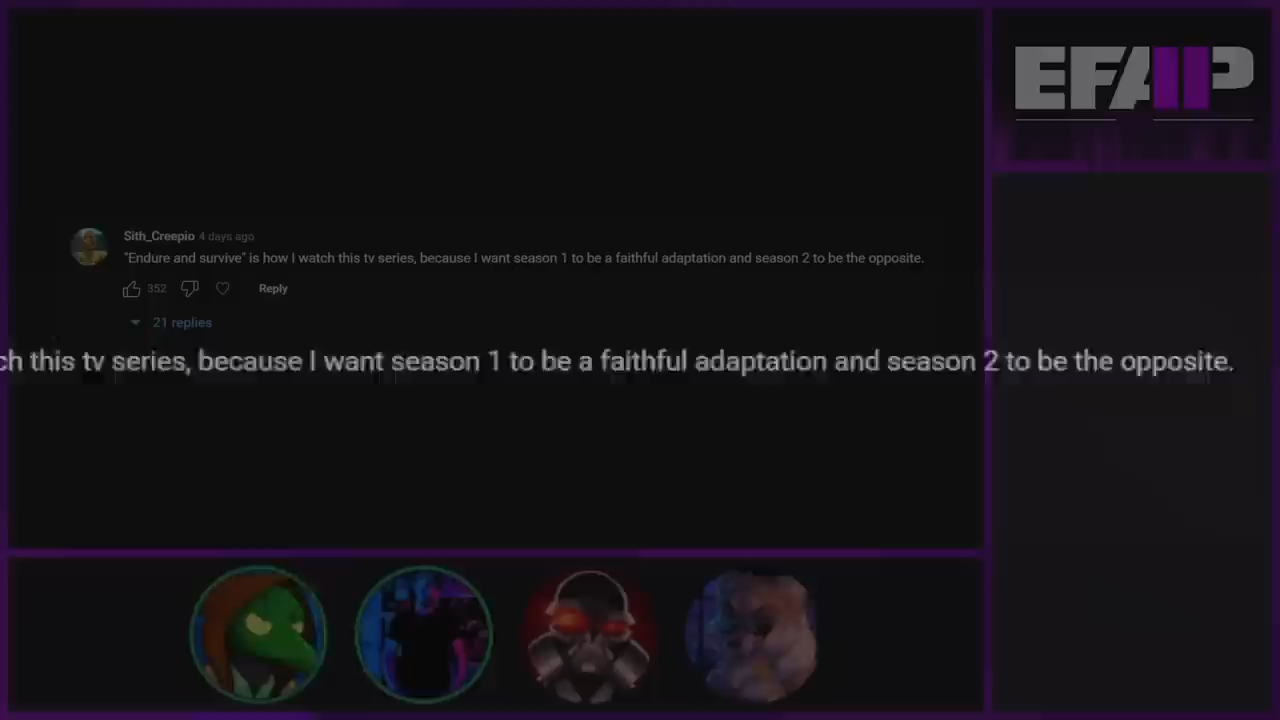 EFAP
Sith_Creepio 4 days ago
"Endure and survive" is how I watch this tv series, because I want season 1 to be a faithful adaptation and season 2 to be the opposite.
352 Reply
21 replies
ch this tv series, because I want season 1 to be a faithful adaptation and season 2 to be the opposite.